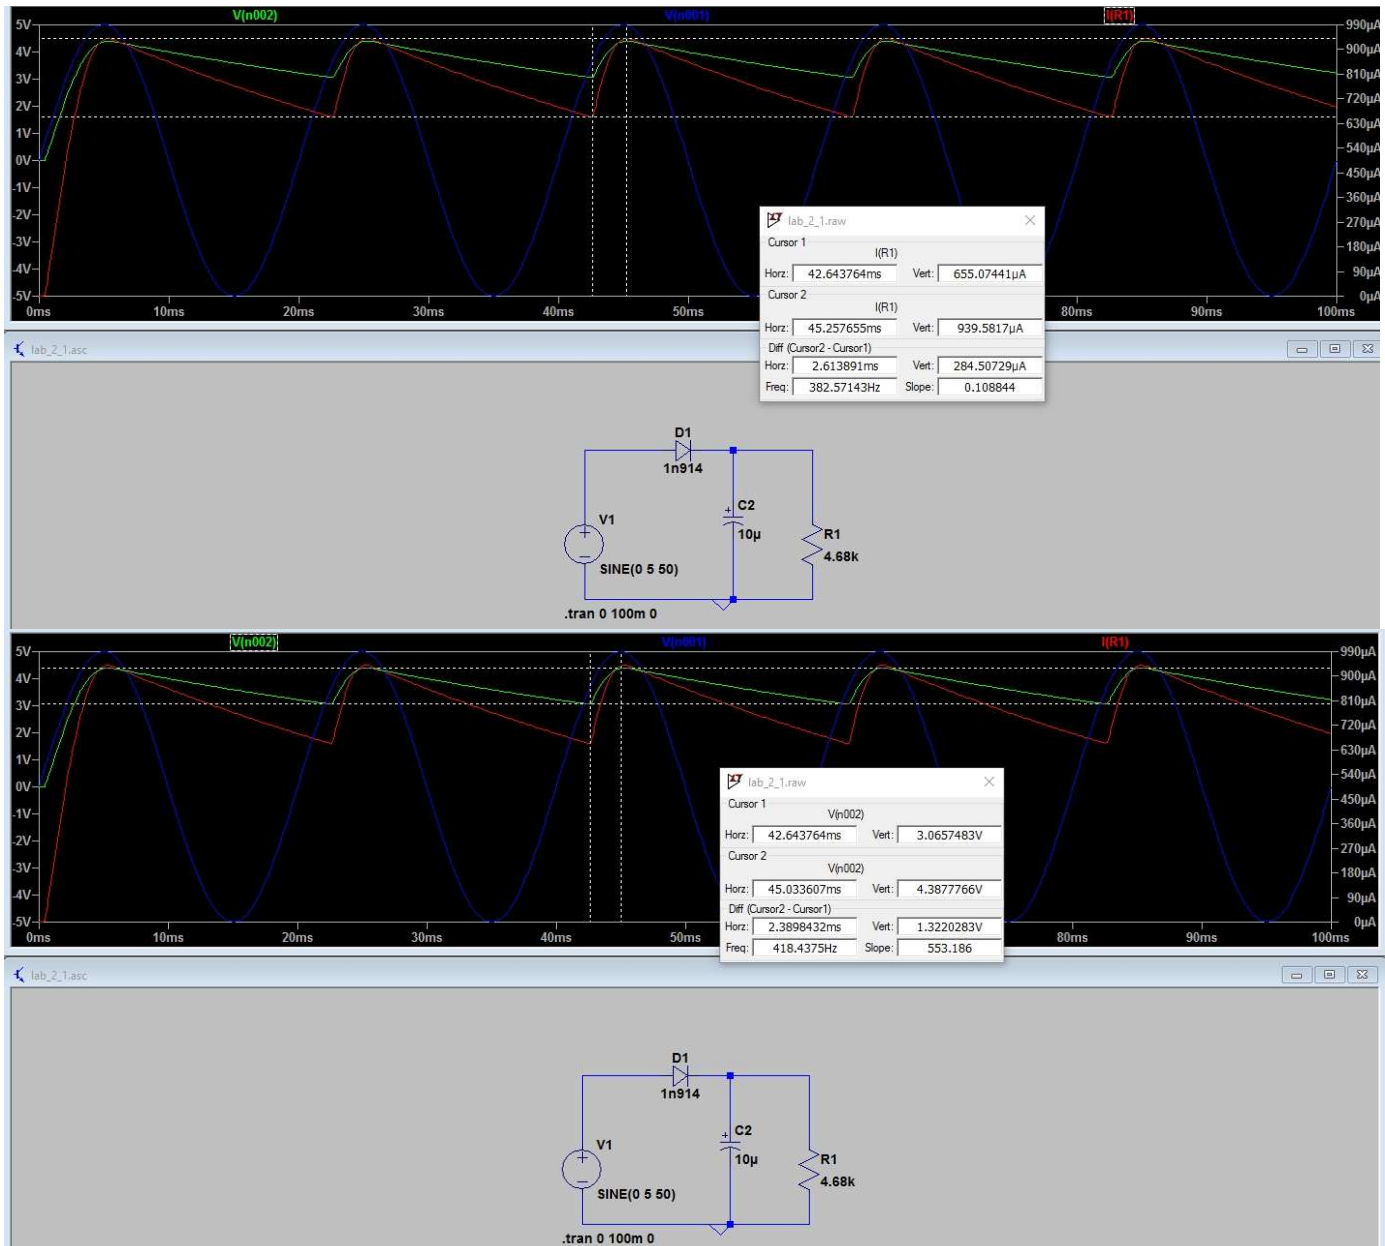 V(n002) V(n001) I(R1)
5V 990µA
4V 900µA
3V 810µA
2V 720µA
1V 630µA
0V 540µA
-1V 450µA
-2V 360µA
-3V 270µA
-4V 180µA
90µA
-5V 0µA
0ms 10ms 20ms 30ms 40ms 50ms 80ms 90ms 100ms
lab_2_1.raw
Cursor 1
I(R1)
Horz: 42.643764ms Vert: 655.07441µA
Cursor 2
I(R1)
Horz: 45.257655ms Vert: 939.5817µA
Diff (Cursor2 - Cursor1)
Horz: 2.613891ms Vert: 284.50729µA
Freq: 382.57143Hz Slope: 0.108844
lab_2_1.asc
D1
1n914
C2
10µ
V1
R1
4.68k
SINE(0 5 50)
.tran 0 100m 0
V(n002) V(n001) I(R1)
5V 990µA
4V 900µA
3V 810µA
2V 720µA
1V 630µA
0V 540µA
-1V 450µA
-2V 360µA
-3V 270µA
-4V 180µA
90µA
-5V 0µA
0ms 10ms 20ms 30ms 40ms 50ms 80ms 90ms 100ms
lab_2_1.raw
Cursor 1
V(n002)
Horz: 42.643764ms Vert: 3.0657483V
Cursor 2
V(n002)
Horz: 45.033607ms Vert: 4.3877766V
Diff (Cursor2 - Cursor1)
Horz: 2.3898432ms Vert: 1.3220283V
Freq: 418.4375Hz Slope: 553.186
lab_2_1.asc
D1
1n914
C2
10µ
V1
R1
4.68k
SINE(0 5 50)
.tran 0 100m 0